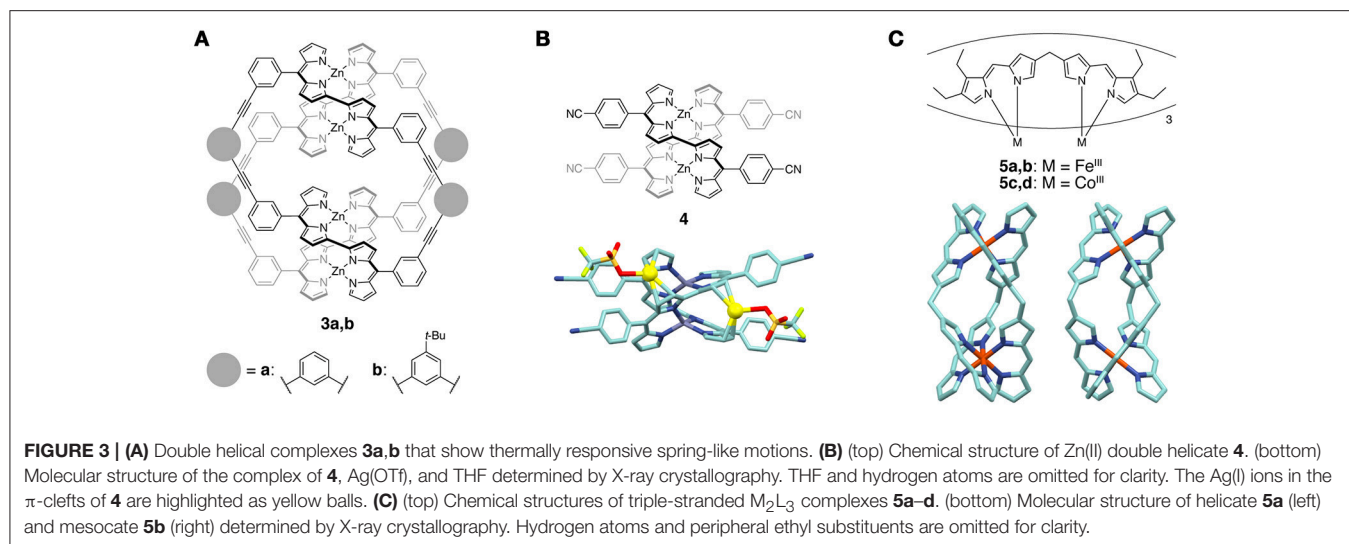 A
B
C
N N
Zn
N N
N N
Zn
N N
N N
Zn
N N
N N
Zn
N N
3a,b
t-Bu
= a:
b:
N N
NC Zn CN
N N
N N
NC Zn CN
N N
4
N N N N
M M
3
5a,b: M = Feᴵᴵᴵ
5c,d: M = Coᴵᴵᴵ
FIGURE 3 | (A) Double helical complexes 3a,b that show thermally responsive spring-like motions. (B) (top) Chemical structure of Zn(II) double helicate 4. (bottom)
Molecular structure of the complex of 4, Ag(OTf), and THF determined by X-ray crystallography. THF and hydrogen atoms are omitted for clarity. The Ag(I) ions in the
π-clefts of 4 are highlighted as yellow balls. (C) (top) Chemical structures of triple-stranded M₂L₃ complexes 5a–d. (bottom) Molecular structure of helicate 5a (left)
and mesocate 5b (right) determined by X-ray crystallography. Hydrogen atoms and peripheral ethyl substituents are omitted for clarity.